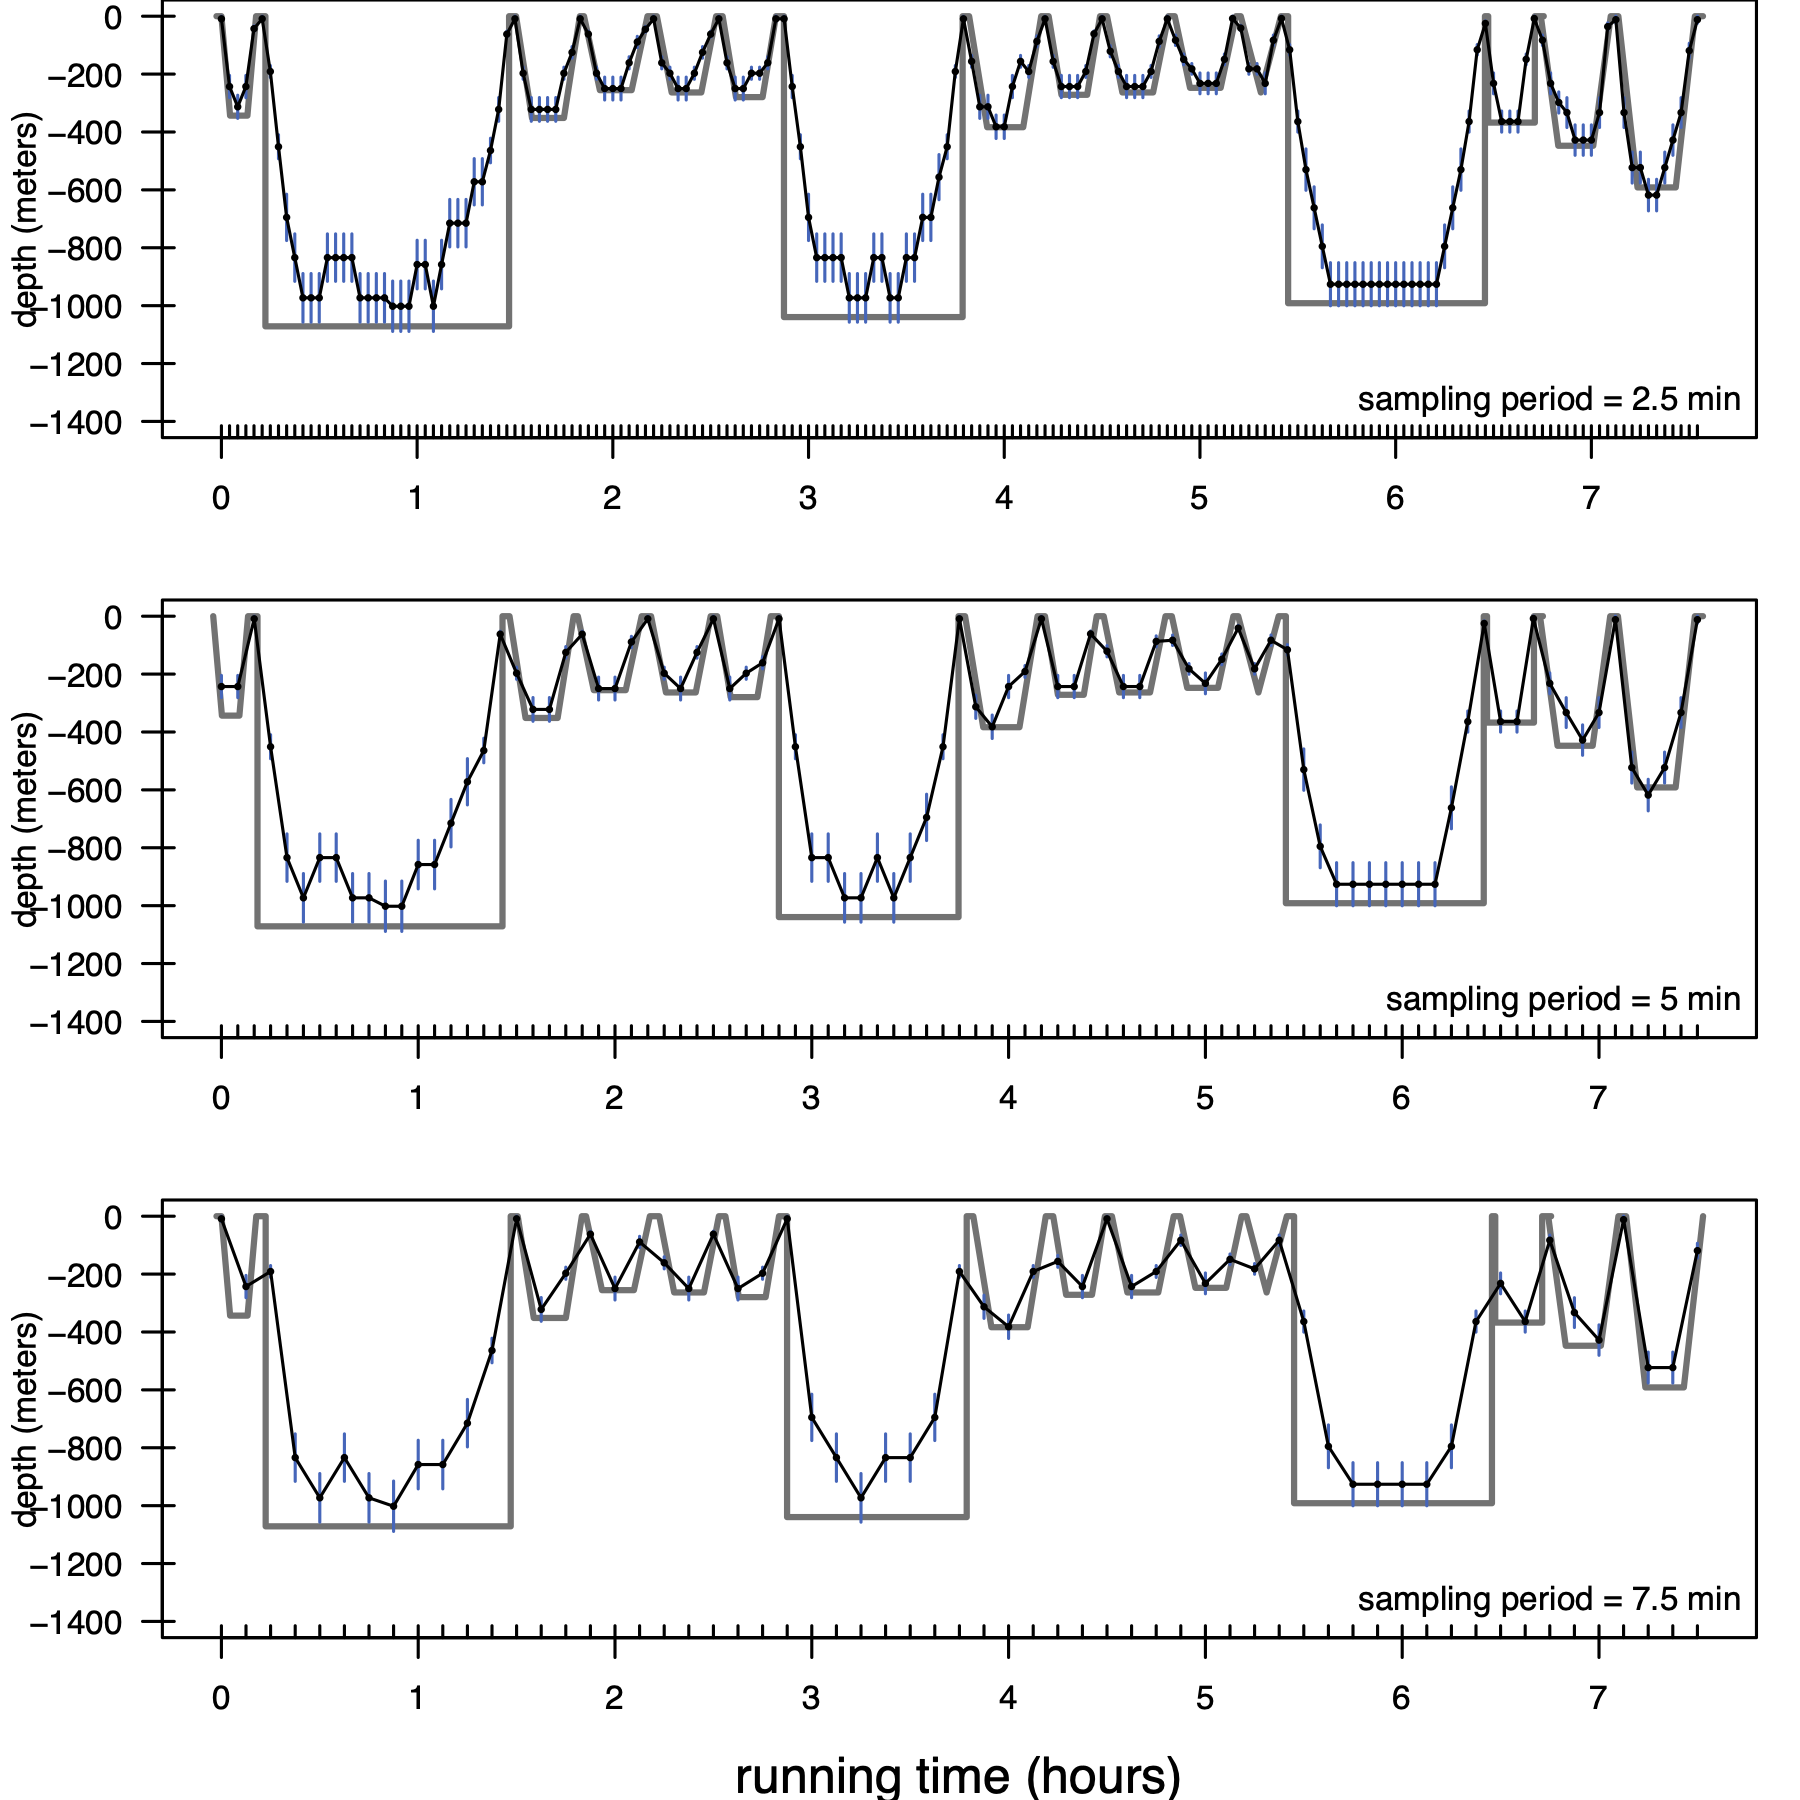 0
−200
−400
−600
−800
−1000
−1200
−1400
depth (meters)
sampling period = 2.5 min
0 1 2 3 4 5 6 7
0
−200
−400
−600
−800
−1000
−1200
−1400
depth (meters)
sampling period = 5 min
0 1 2 3 4 5 6 7
0
−200
−400
−600
−800
−1000
−1200
−1400
depth (meters)
sampling period = 7.5 min
0 1 2 3 4 5 6 7
running time (hours)